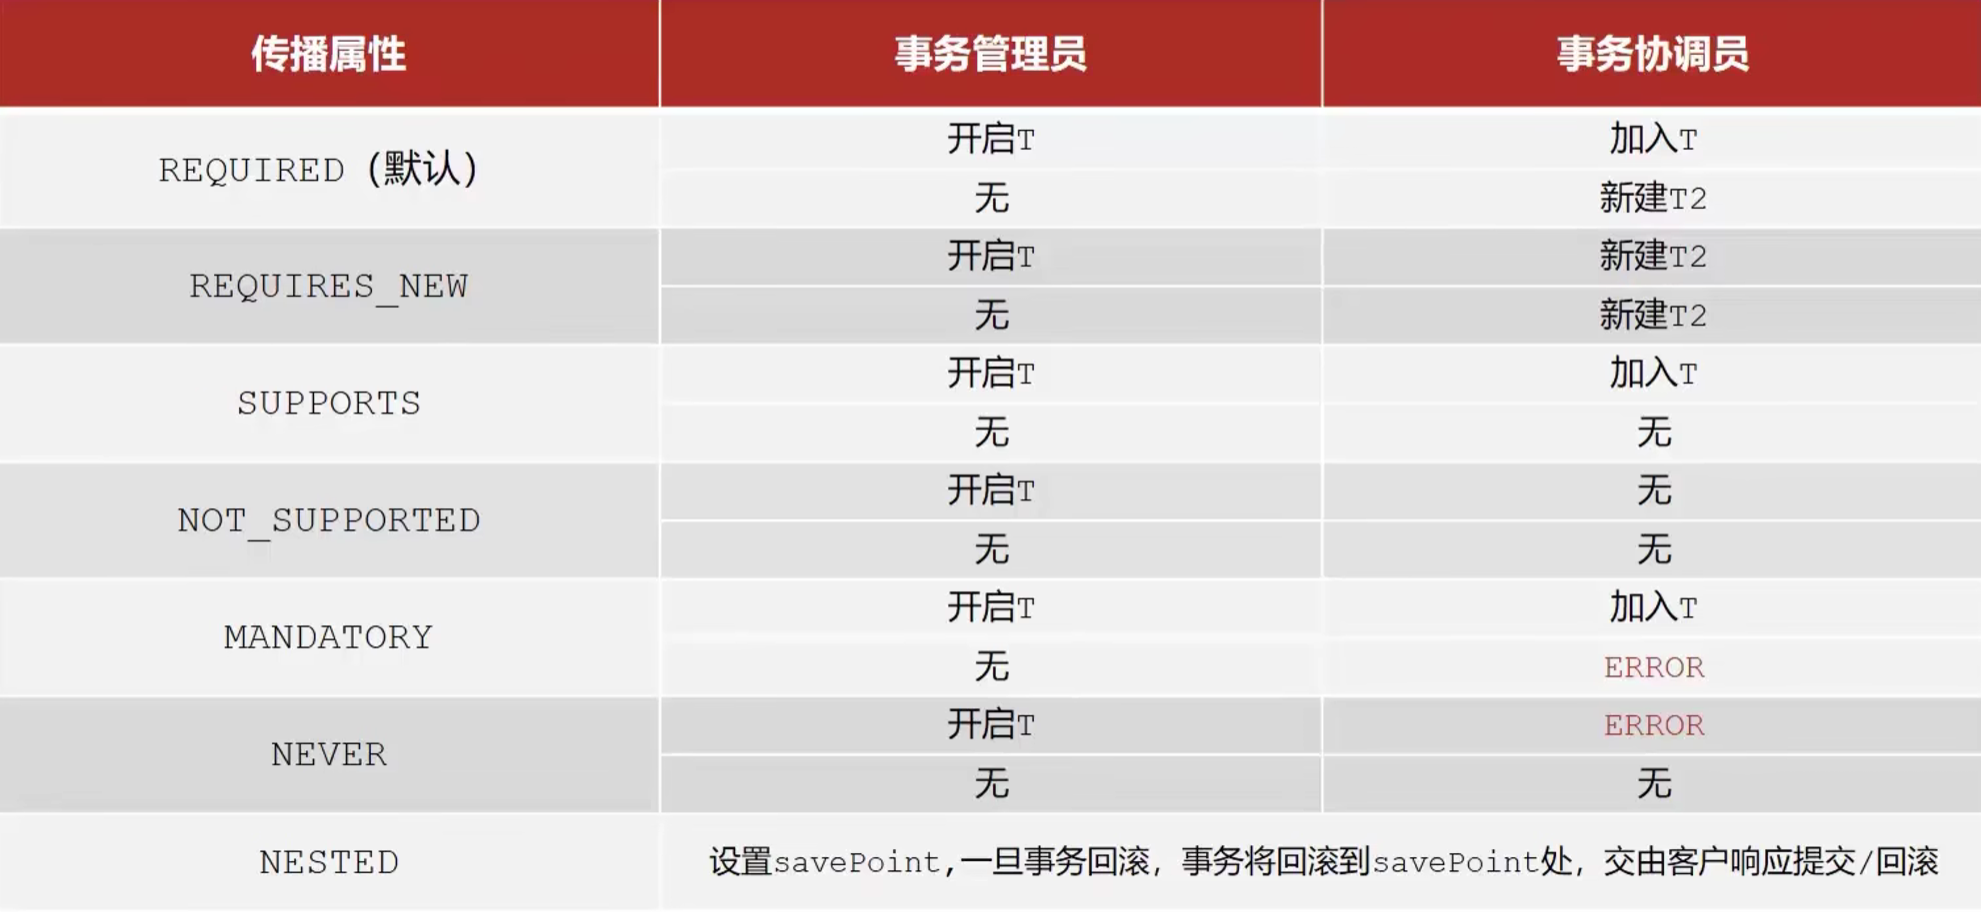 传播属性 事务管理员 事务协调员
REQUIRED（默认） 开启T 加入T
无 新建T2
REQUIRES_NEW 开启T 新建T2
无 新建T2
SUPPORTS 开启T 加入T
无 无
NOT_SUPPORTED 开启T 无
无 无
MANDATORY 开启T 加入T
无 ERROR
NEVER 开启T ERROR
无 无
NESTED 设置savePoint,一旦事务回滚，事务将回滚到savePoint处，交由客户响应提交/回滚